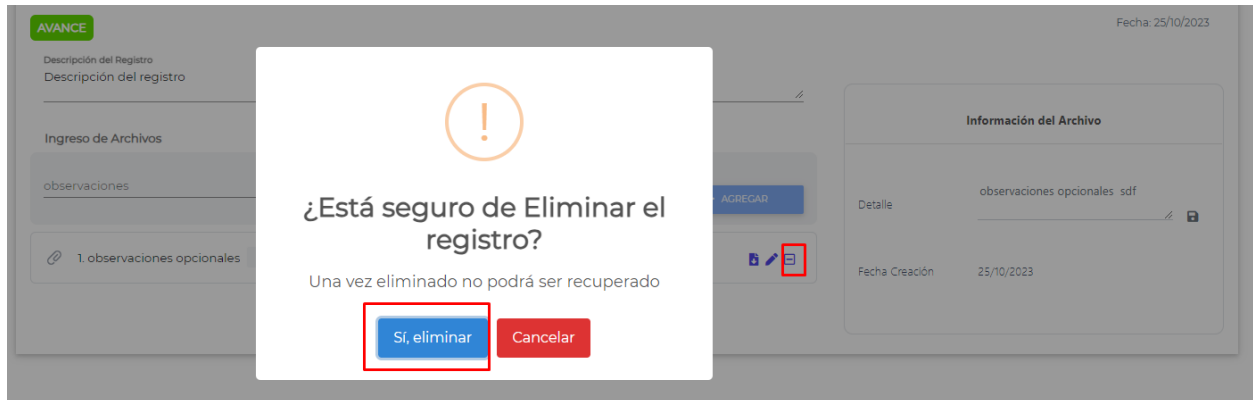 AVANCE
Fecha: 25/10/2023
Descripción del Registro
Descripción del registro
Ingreso de Archivos
observaciones
AGREGAR
1. observaciones opcionales
Información del Archivo
Detalle
observaciones opcionales sdf
Fecha Creación
25/10/2023
!
¿Está seguro de Eliminar el
registro?
Una vez eliminado no podrá ser recuperado
Sí, eliminar
Cancelar